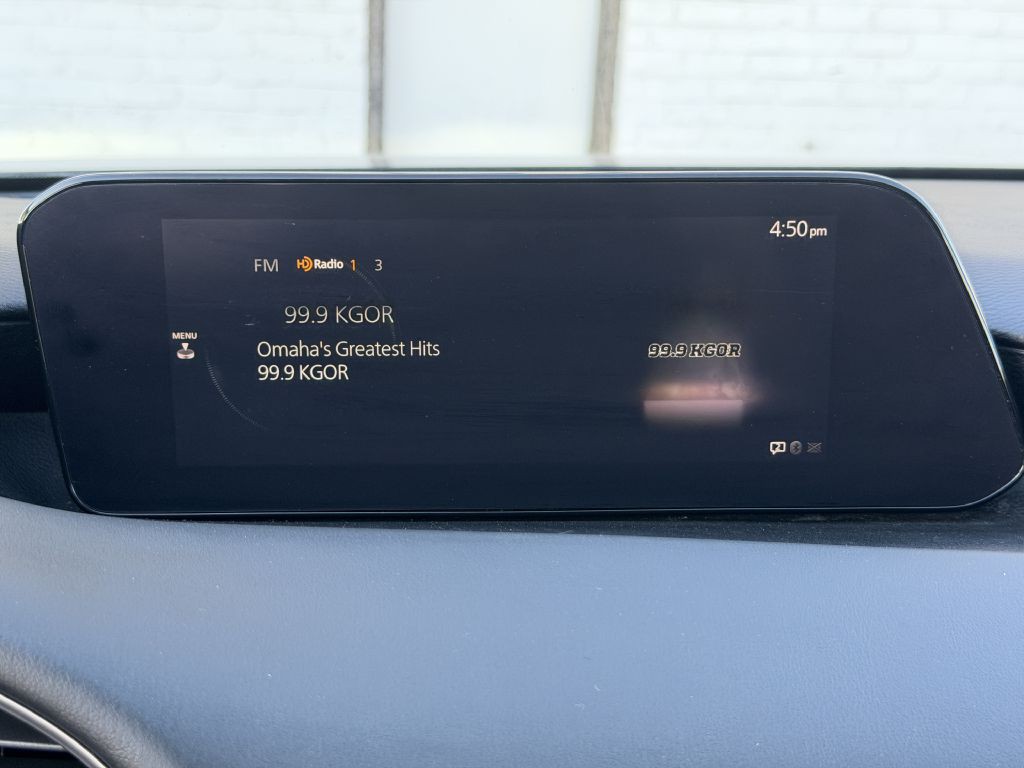 4:50pm
FM HD Radio 1 3
99.9 KGOR
MENU
Omaha's Greatest Hits
99.9 KGOR
99.9 KGOR